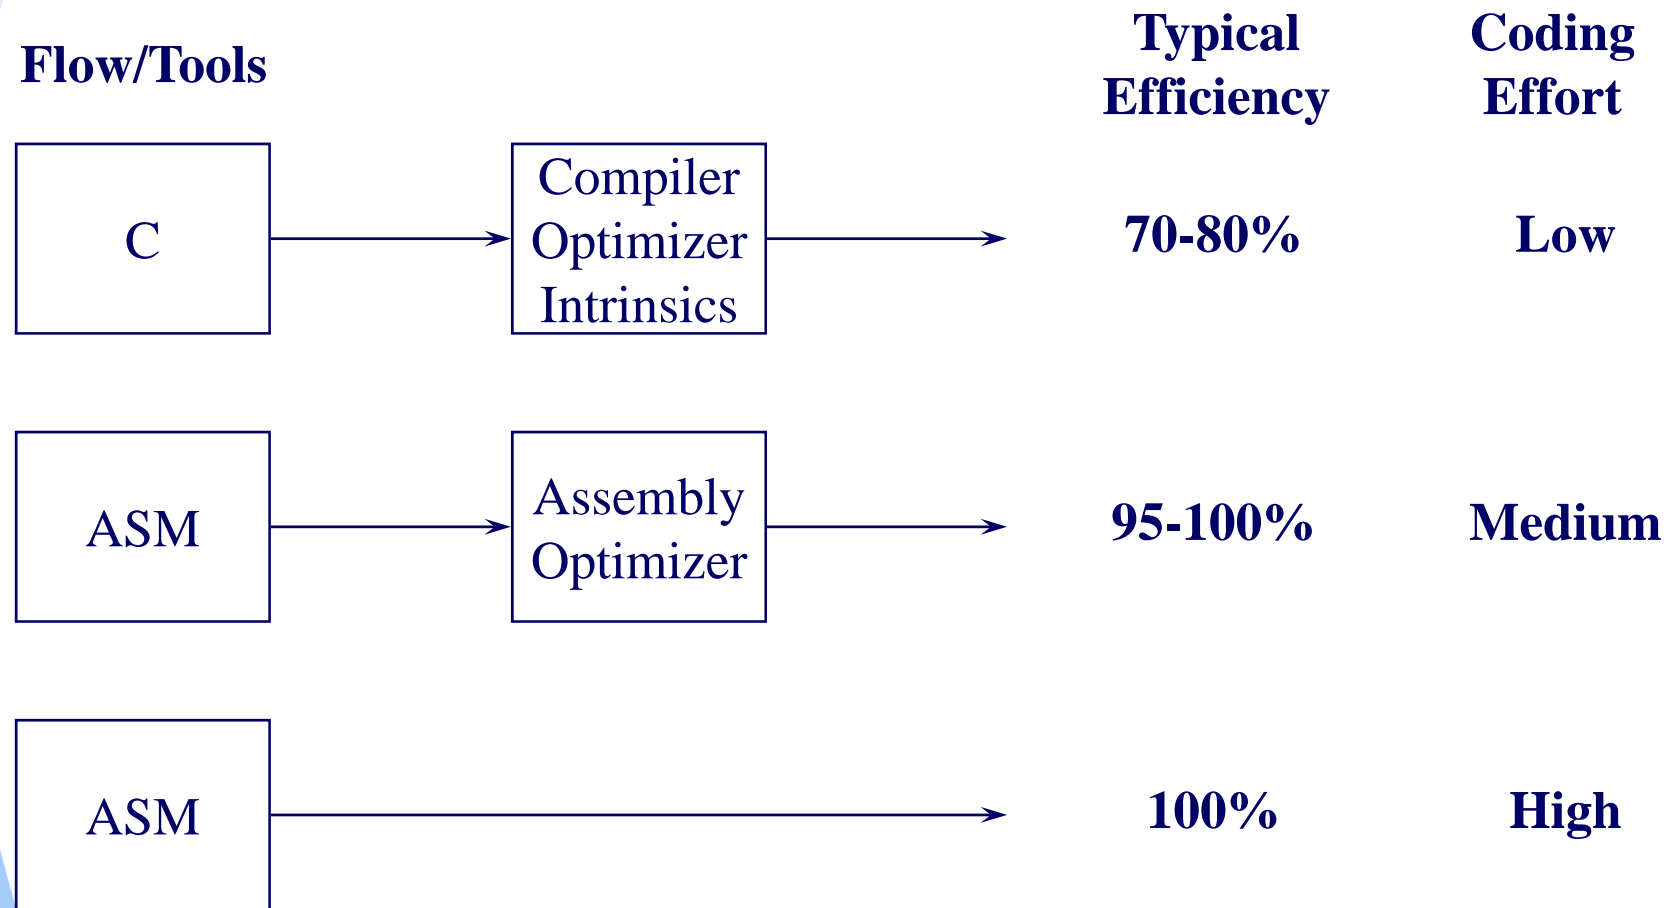 Flow/Tools
Typical
Efficiency
Coding
Effort
C
Compiler
Optimizer
Intrinsics
70-80%
Low
ASM
Assembly
Optimizer
95-100%
Medium
ASM
100%
High